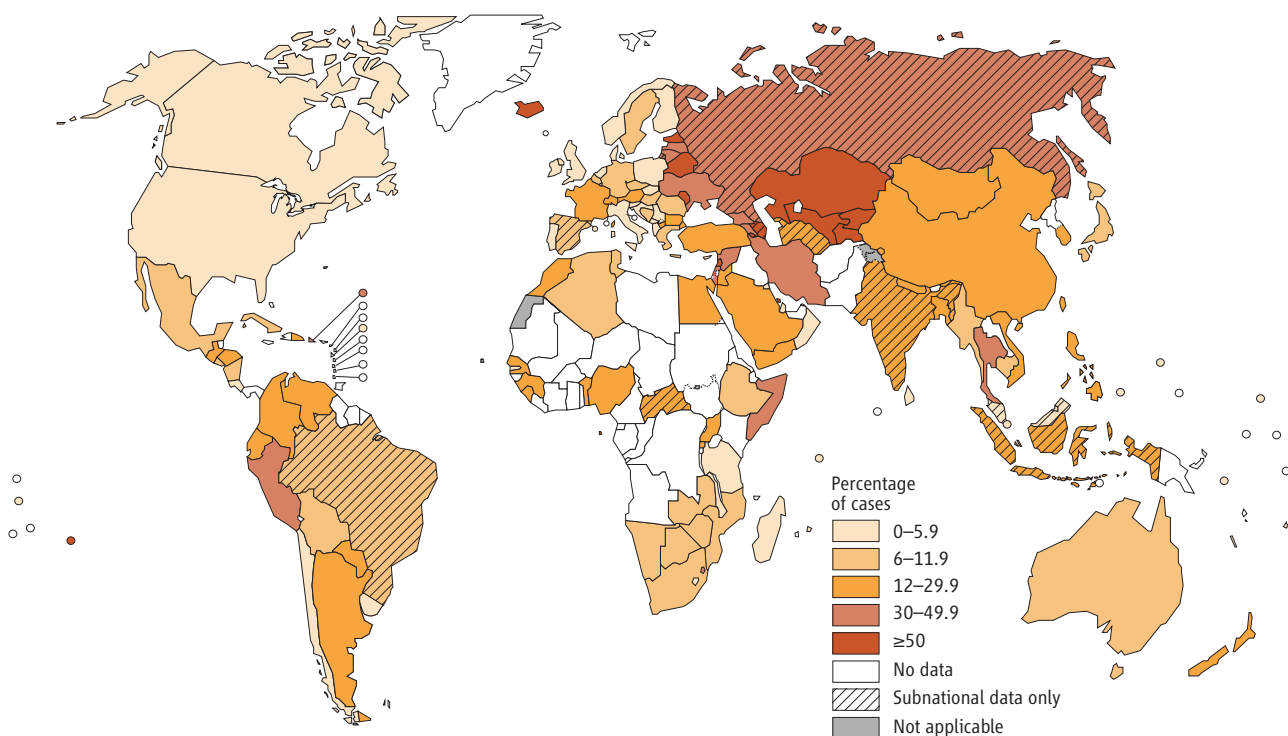 Percentage
of cases
0–5.9
6–11.9
12–29.9
30–49.9
≥50
No data
Subnational data only
Not applicable